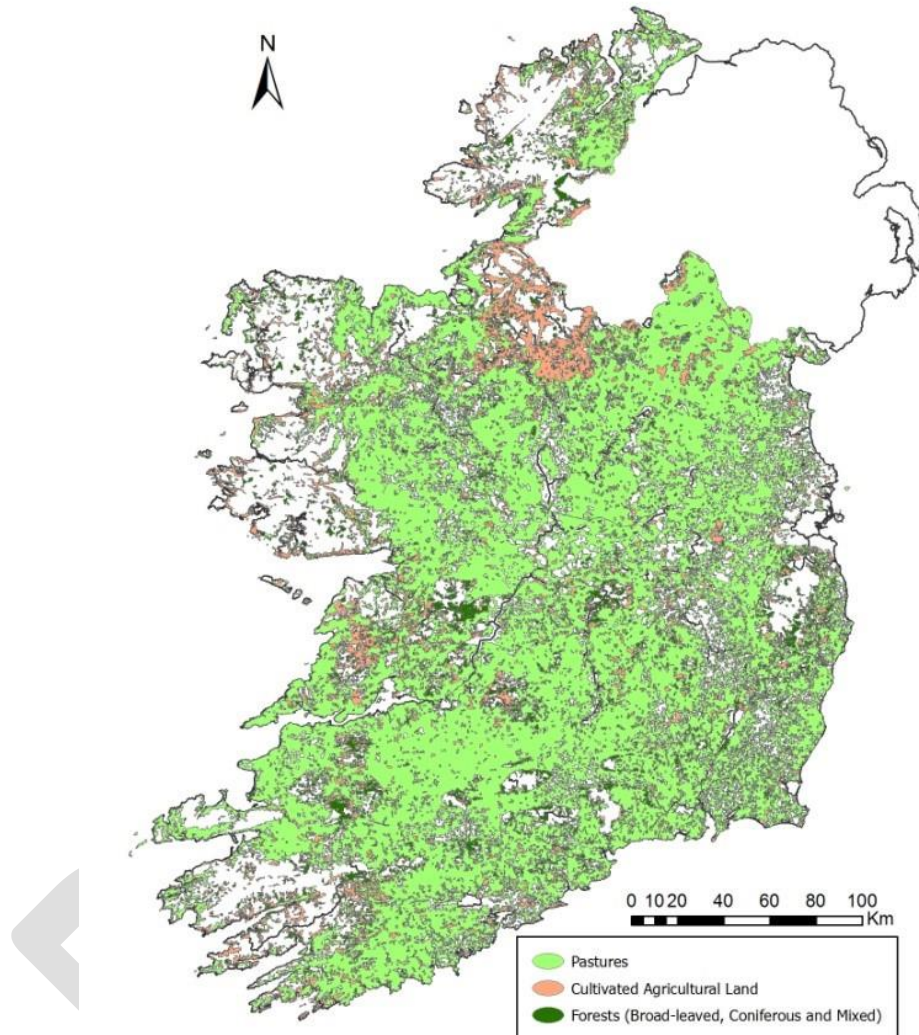 N
0 10 20 40 60 80 100
Km
Pastures
Cultivated Agricultural Land
Forests (Broad-leaved, Coniferous and Mixed)